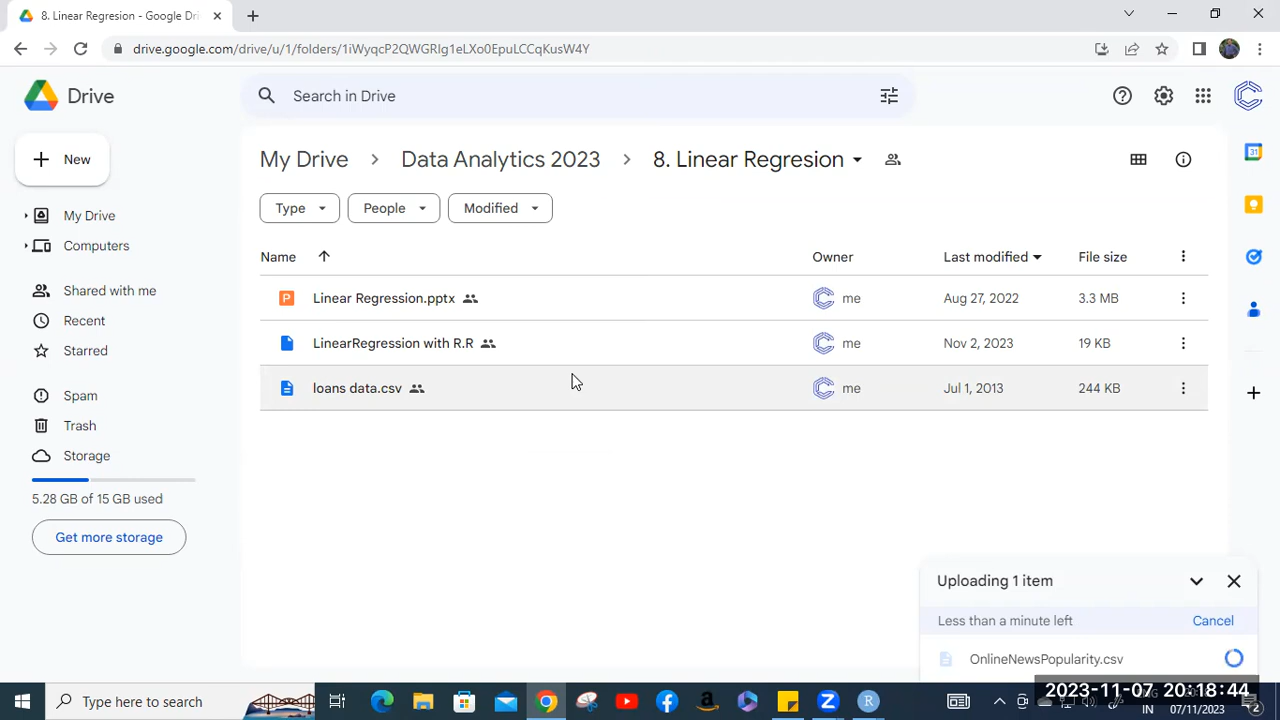 8. Linear Regresion - Google Dri
drive.google.com/drive/u/1/folders/1iWyqcP2QWGRIg1eLXo0EpuLCCqKusW4Y
Drive
Search in Drive
New
My Drive
Computers
Shared with me
Recent
Starred
Spam
Trash
Storage
5.28 GB of 15 GB used
Get more storage
My Drive > Data Analytics 2023 > 8. Linear Regresion
Type People Modified
Name Owner Last modified File size
Linear Regression.pptx me Aug 27, 2022 3.3 MB
LinearRegression with R.R me Nov 2, 2023 19 KB
loans data.csv me Jul 1, 2013 244 KB
Uploading 1 item
Less than a minute left Cancel
OnlineNewsPopularity.csv
Type here to search
2023-11-07 20:18:44
IN 07/11/2023